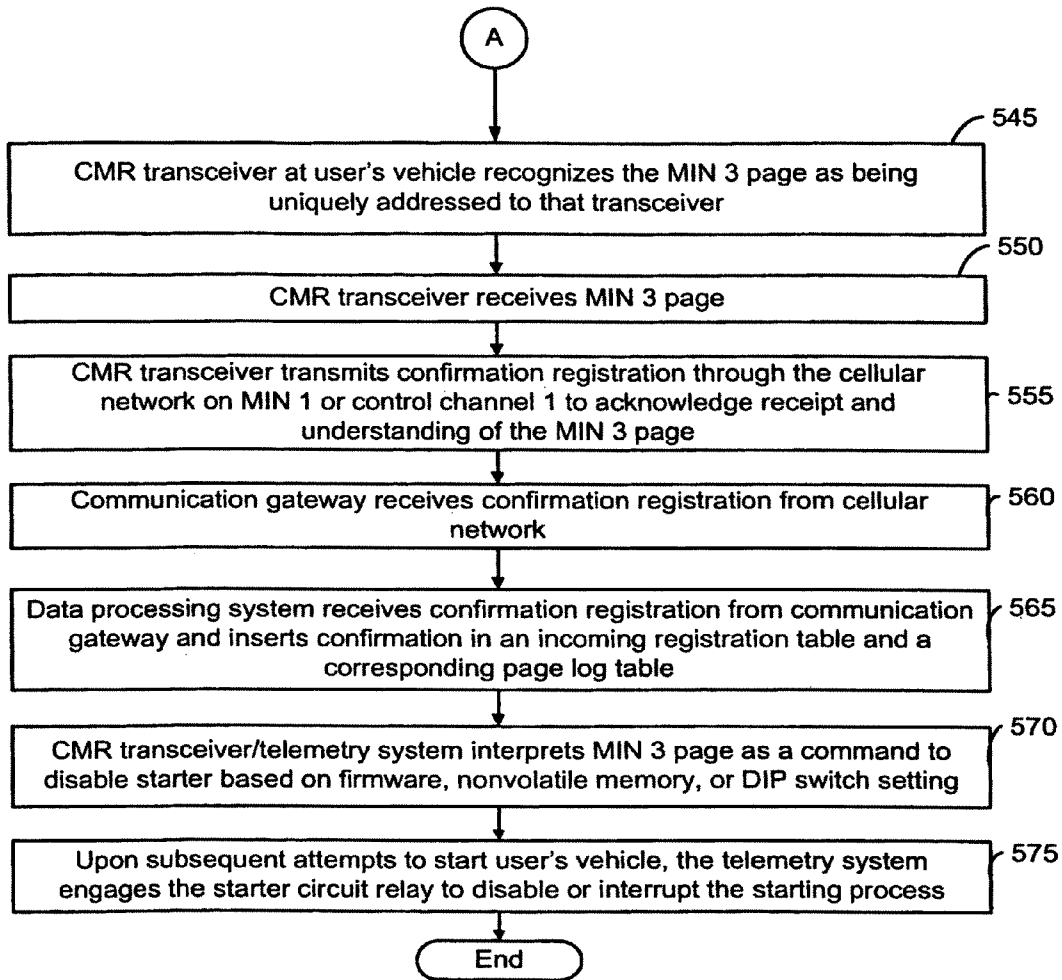 A
545
CMR transceiver at user's vehicle recognizes the MIN 3 page as being
uniquely addressed to that transceiver
550
CMR transceiver receives MIN 3 page
CMR transceiver transmits confirmation registration through the cellular
network on MIN 1 or control channel 1 to acknowledge receipt and
understanding of the MIN 3 page
555
Communication gateway receives confirmation registration from cellular
network
560
Data processing system receives confirmation registration from communication
gateway and inserts confirmation in an incoming registration table and a
corresponding page log table
565
CMR transceiver/telemetry system interprets MIN 3 page as a command to
disable starter based on firmware, nonvolatile memory, or DIP switch setting
570
Upon subsequent attempts to start user's vehicle, the telemetry system
engages the starter circuit relay to disable or interrupt the starting process
575
End